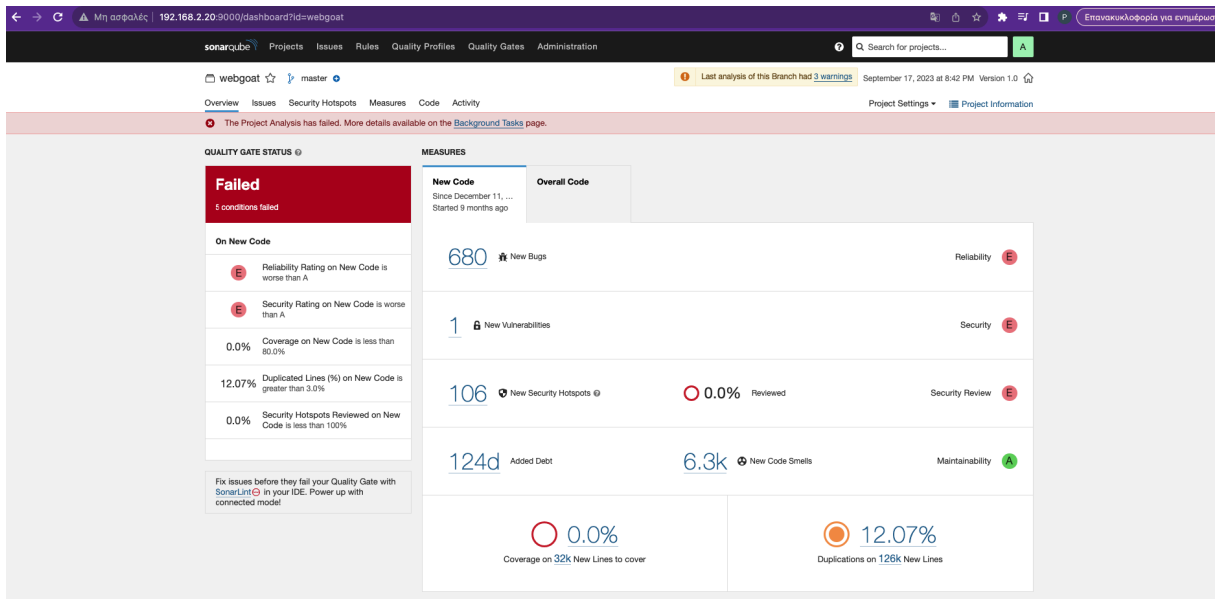 Μη ασφαλές 192.168.2.20:9000/dashboard?id=webgoat P Επανακυκλοφορία για ενημέρωσ
sonarqube Projects Issues Rules Quality Profiles Quality Gates Administration Search for projects... A
webgoat master Last analysis of this Branch had 3 warnings September 17, 2023 at 8:42 PM Version 1.0
Overview Issues Security Hotspots Measures Code Activity Project Settings Project Information
The Project Analysis has failed. More details available on the Background Tasks page.
QUALITY GATE STATUS
Failed
5 conditions failed
On New Code
E Reliability Rating on New Code is
worse than A
E Security Rating on New Code is worse
than A
0.0% Coverage on New Code is less than
80.0%
12.07% Duplicated Lines (%) on New Code is
greater than 3.0%
0.0% Security Hotspots Reviewed on New
Code is less than 100%
Fix issues before they fail your Quality Gate with
SonarLint in your IDE. Power up with
connected mode!
MEASURES
New Code
Since December 11, ...
Started 9 months ago
Overall Code
680 New Bugs Reliability E
1 New Vulnerabilities Security E
106 New Security Hotspots 0.0% Reviewed Security Review E
124d Added Debt 6.3k New Code Smells Maintainability A
0.0%
Coverage on 32k New Lines to cover
12.07%
Duplications on 126k New Lines